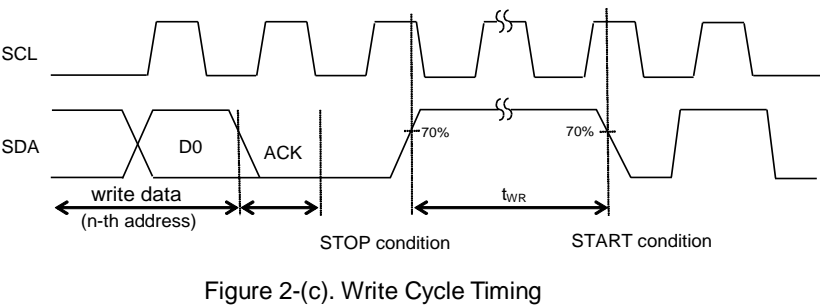 SCL
SDA
D0
ACK
70%
70%
write data
(n-th address)
tWR
STOP condition
START condition
Figure 2-(c). Write Cycle Timing